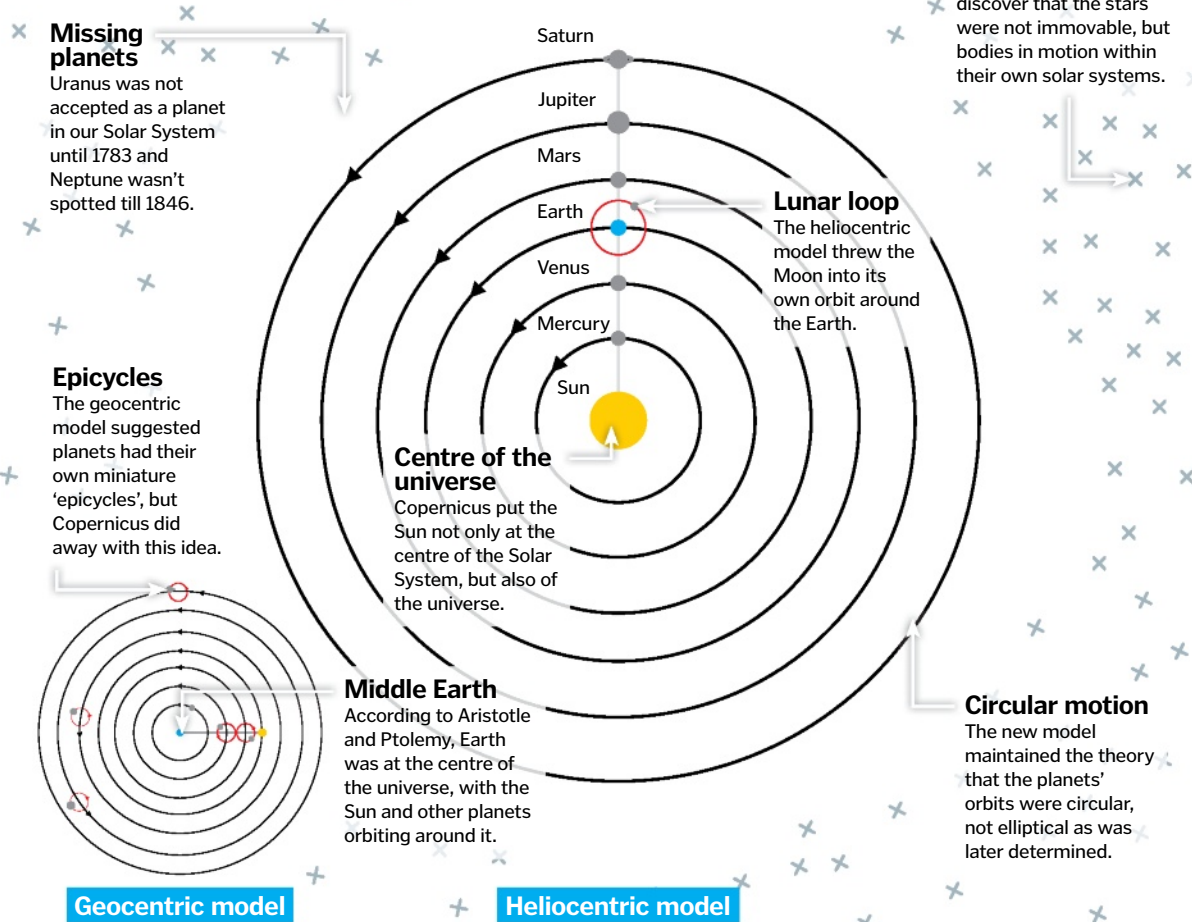 Missing
planets
Uranus was not
accepted as a planet
in our Solar System
until 1783 and
Neptune wasn't
spotted till 1846.
discover that the stars
were not immovable, but
bodies in motion within
their own solar systems.
Saturn
Jupiter
Mars
Earth
Venus
Mercury
Sun
Lunar loop
The heliocentric
model threw the
Moon into its
own orbit around
the Earth.
Epicycles
The geocentric
model suggested
planets had their
own miniature
‘epicycles’, but
Copernicus did
away with this idea.
Centre of the
universe
Copernicus put the
Sun not only at the
centre of the Solar
System, but also of
the universe.
Middle Earth
According to Aristotle
and Ptolemy, Earth
was at the centre of
the universe, with the
Sun and other planets
orbiting around it.
Circular motion
The new model
maintained the theory
that the planets’
orbits were circular,
not elliptical as was
later determined.
Geocentric model
Heliocentric model